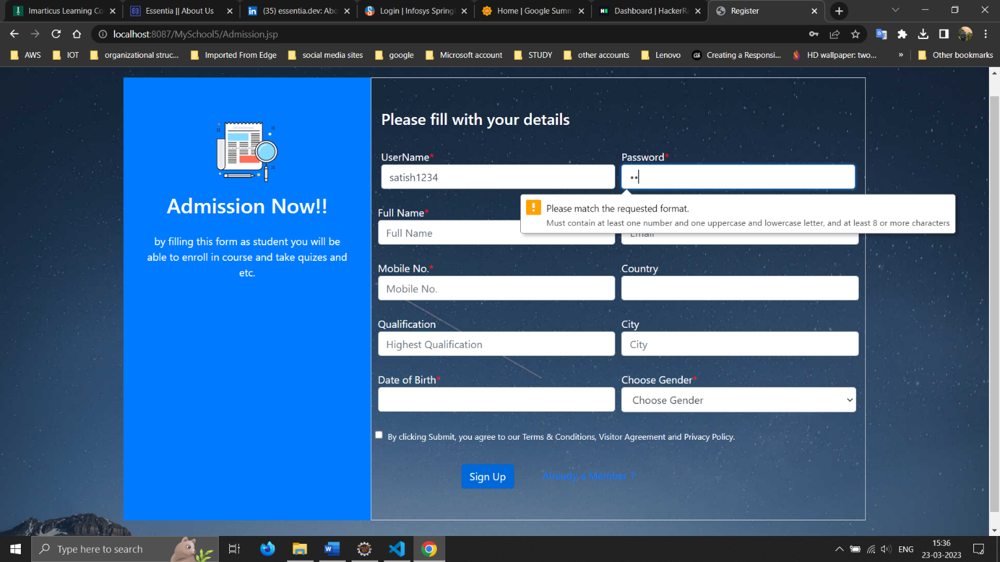 Imarticus Learning Co
Essentia || About Us
(35) essentia.dev: Abo
Login | Infosys Spring
Home | Google Summ
Dashboard | HackerRa
Register
localhost:8087/MySchool5/Admission.jsp
AWS
IOT
organizational struc...
Imported From Edge
social media sites
google
Microsoft account
STUDY
other accounts
Lenovo
Creating a Responsi...
HD wallpaper: two...
»
Other bookmarks
Admission Now!!
by filling this form as student you will be
able to enroll in course and take quizes and
etc.
Please fill with your details
UserName*
Password*
satish1234
••
Please match the requested format.
Must contain at least one number and one uppercase and lowercase letter, and at least 8 or more characters
Full Name*
Full Name
Email
Mobile No.*
Country
Mobile No.
Qualification
City
Highest Qualification
City
Date of Birth*
Choose Gender*
Choose Gender
By clicking Submit, you agree to our Terms & Conditions, Visitor Agreement and Privacy Policy.
Sign Up
Already a Member ?
Type here to search
ENG
15:36
23-03-2023